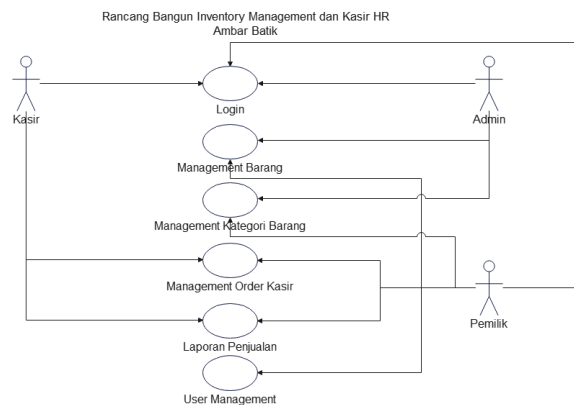 Rancang Bangun Inventory Management dan Kasir HR
Ambar Batik
Kasir
Login
Admin
Management Barang
Management Kategori Barang
Management Order Kasir
Laporan Penjualan
Pemilik
User Management